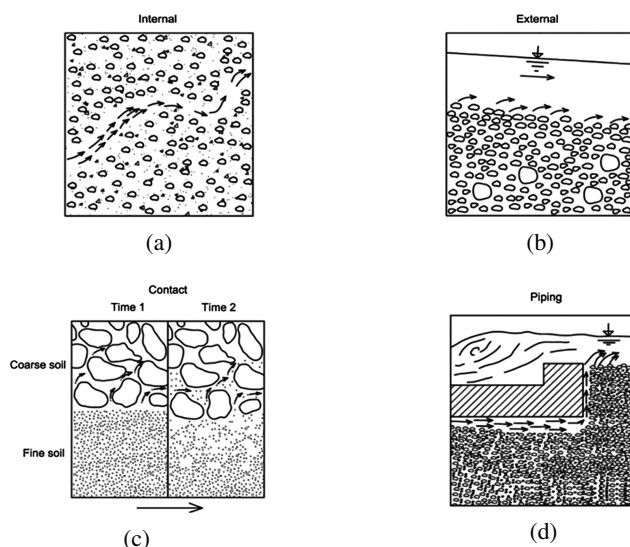 Internal
(a)
External
(b)
Contact
Time 1 Time 2
Coarse soil
Fine soil
(c)
Piping
(d)